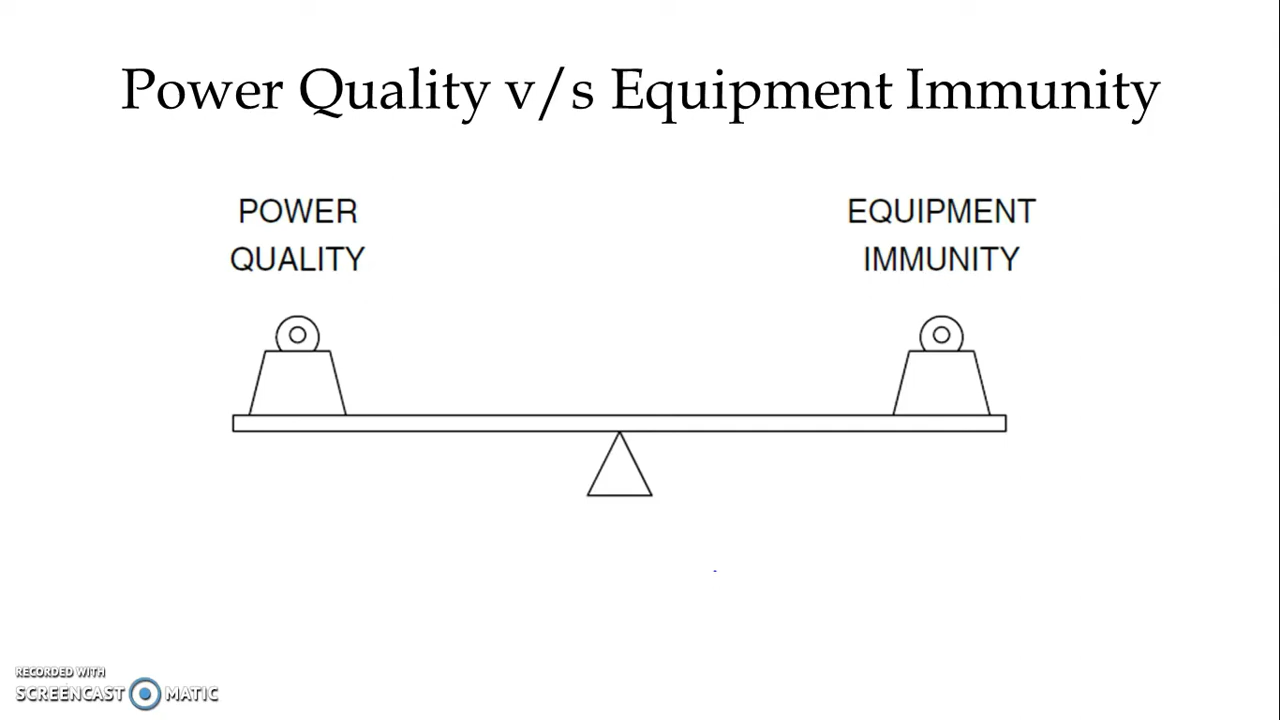 Power Quality v/s Equipment Immunity
POWER
QUALITY
EQUIPMENT
IMMUNITY
RECORDED WITH
SCREENCAST MATIC